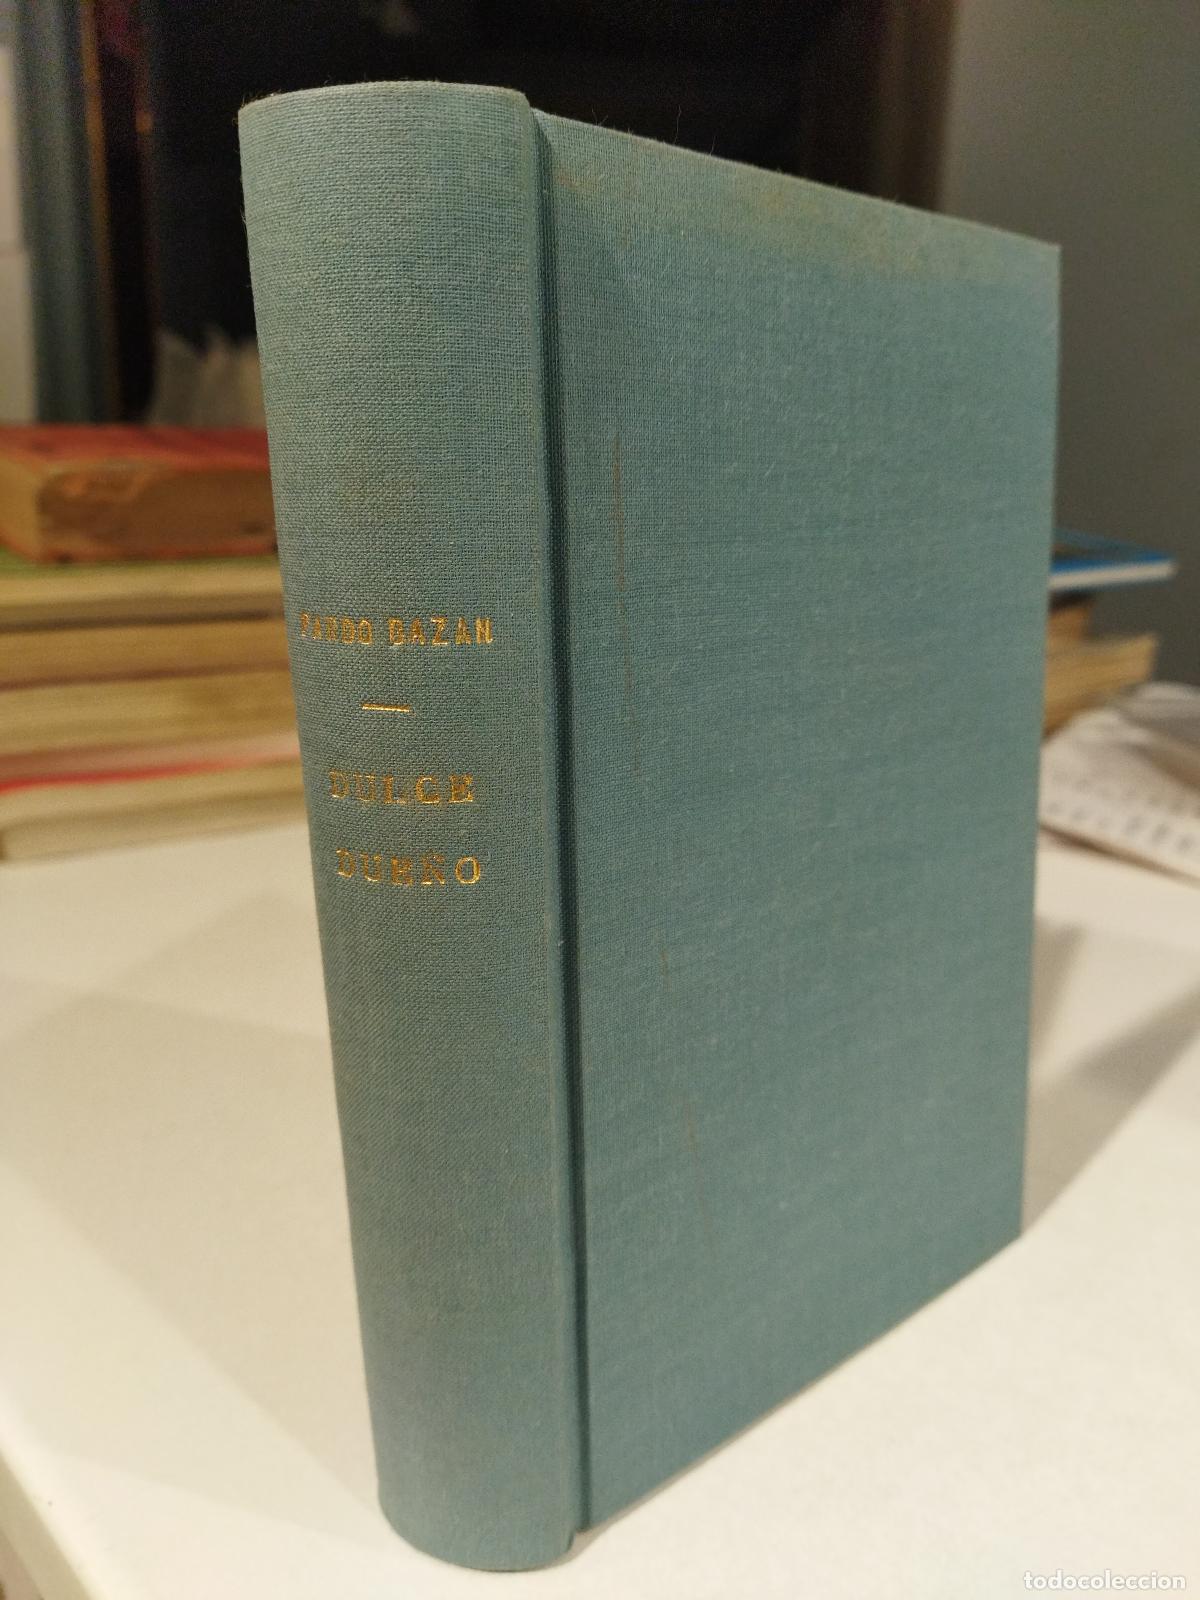 PARDO BAZAN
DULCE
DUEÑO
todocoleccion